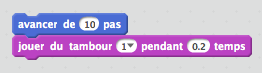 avancer de 10 pas
jouer du tambour 1 pendant 0.2 temps